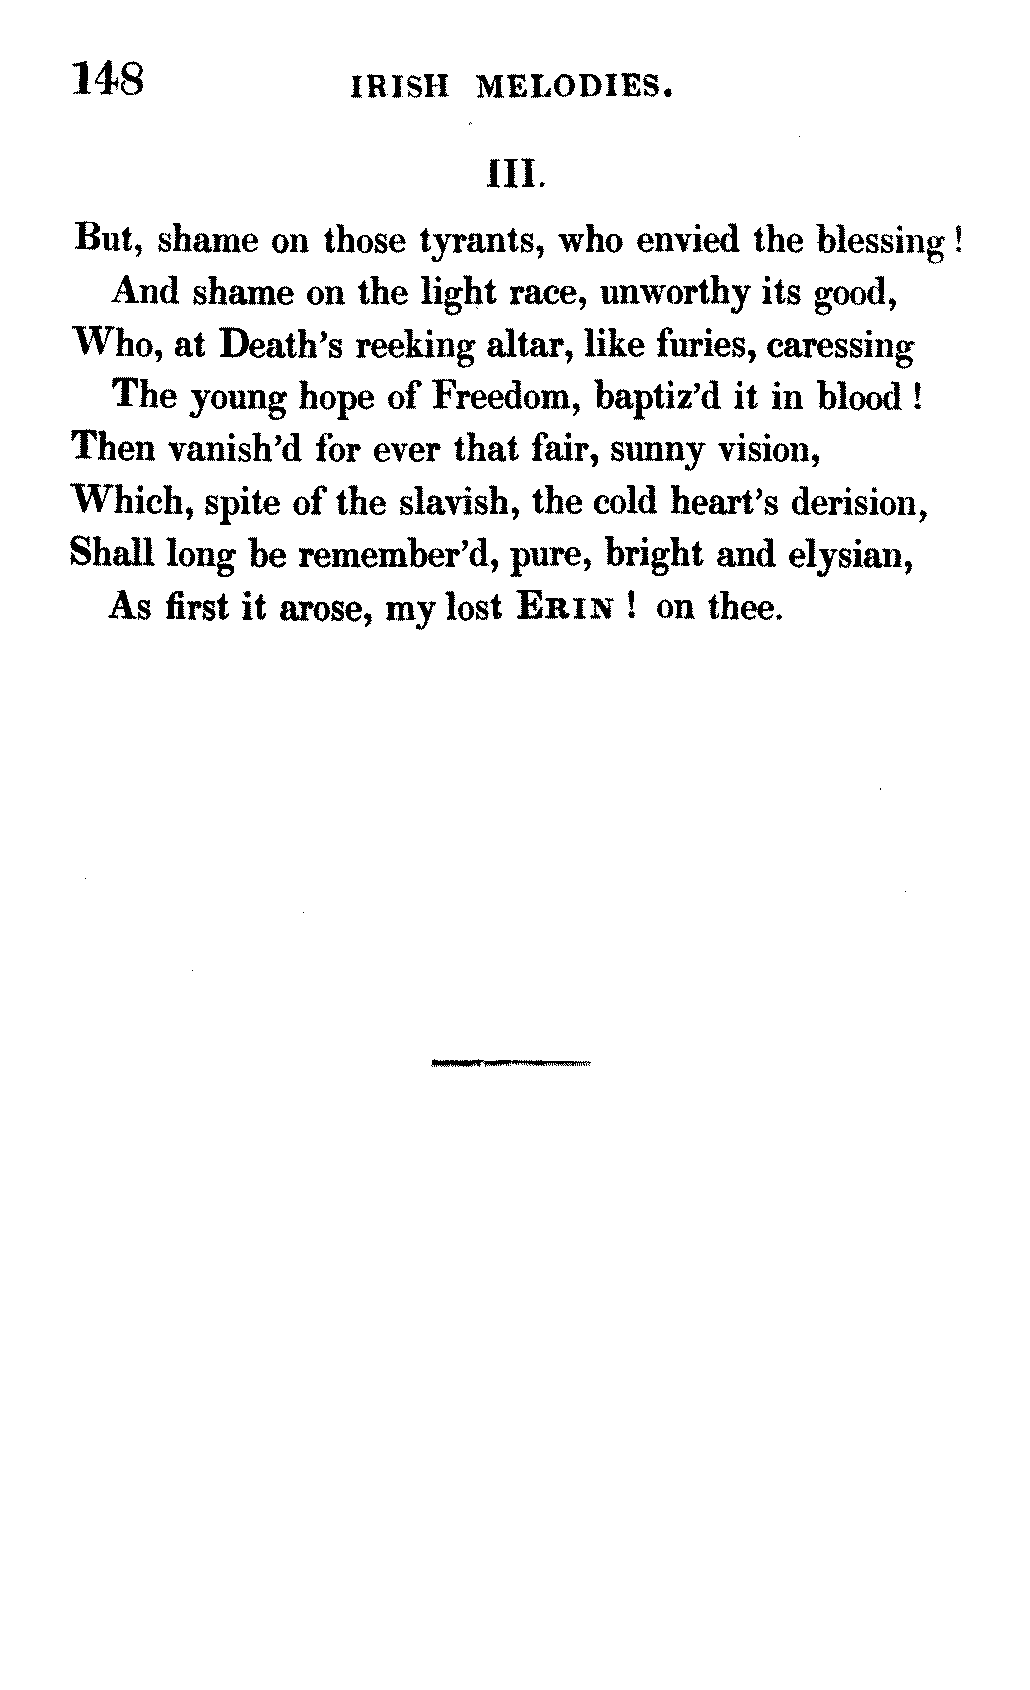 148 IRISH MELODIES.
III.
But, shame on those tyrants, who envied the blessing !
And shame on the light race, unworthy its good,
Who, at Death's reeking altar, like furies, caressing
The young hope of Freedom, baptiz'd it in blood !
Then vanish'd for ever that fair, sunny vision,
Which, spite of the slavish, the cold heart's derision,
Shall long be remember'd, pure, bright and elysian,
As first it arose, my lost ERIN ! on thee.